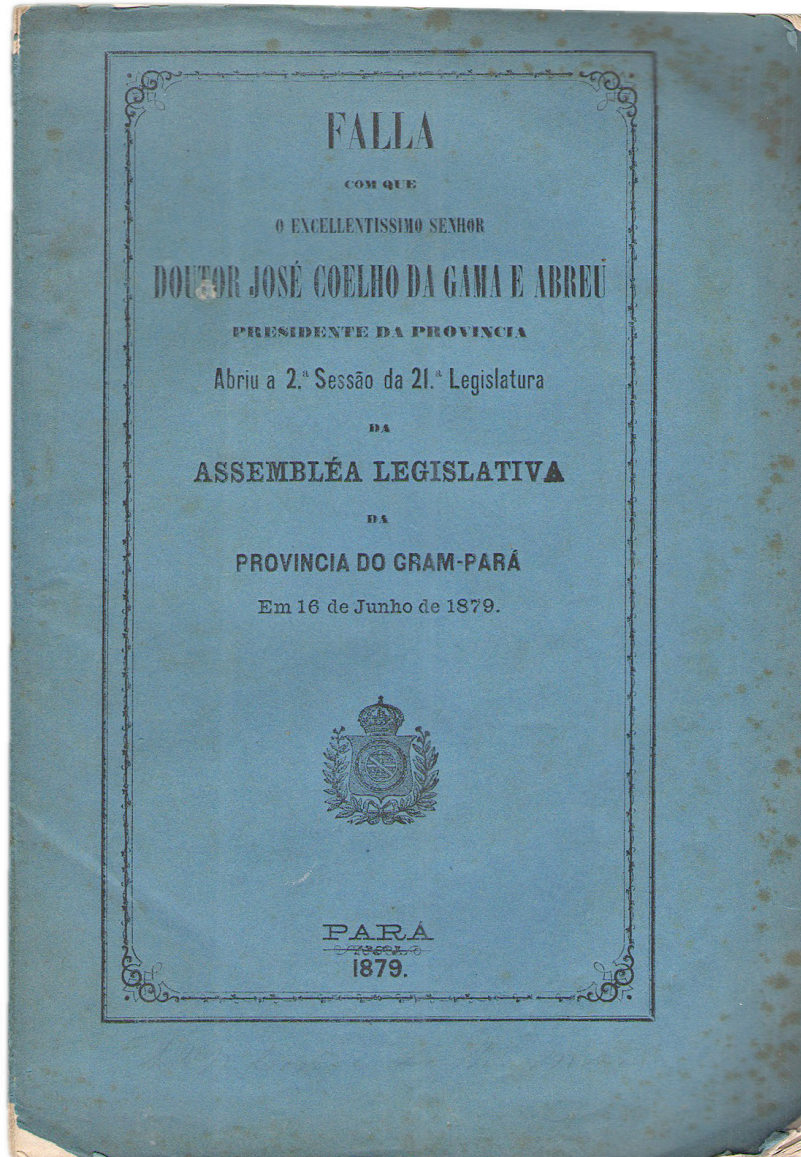 FALLA
COM QUE
O EXCELLENTISSIMO SENHOR
DOUTOR JOSÉ COELHO DA GAMA E ABREU
PRESIDENTE DA PROVINCIA
Abriu a 2.ª Sessão da 21.ª Legislatura
DA
ASSEMBLÉA LEGISLATIVA
DA
PROVINCIA DO GRAM-PARÁ
Em 16 de Junho de 1879.
PARÁ
1879.